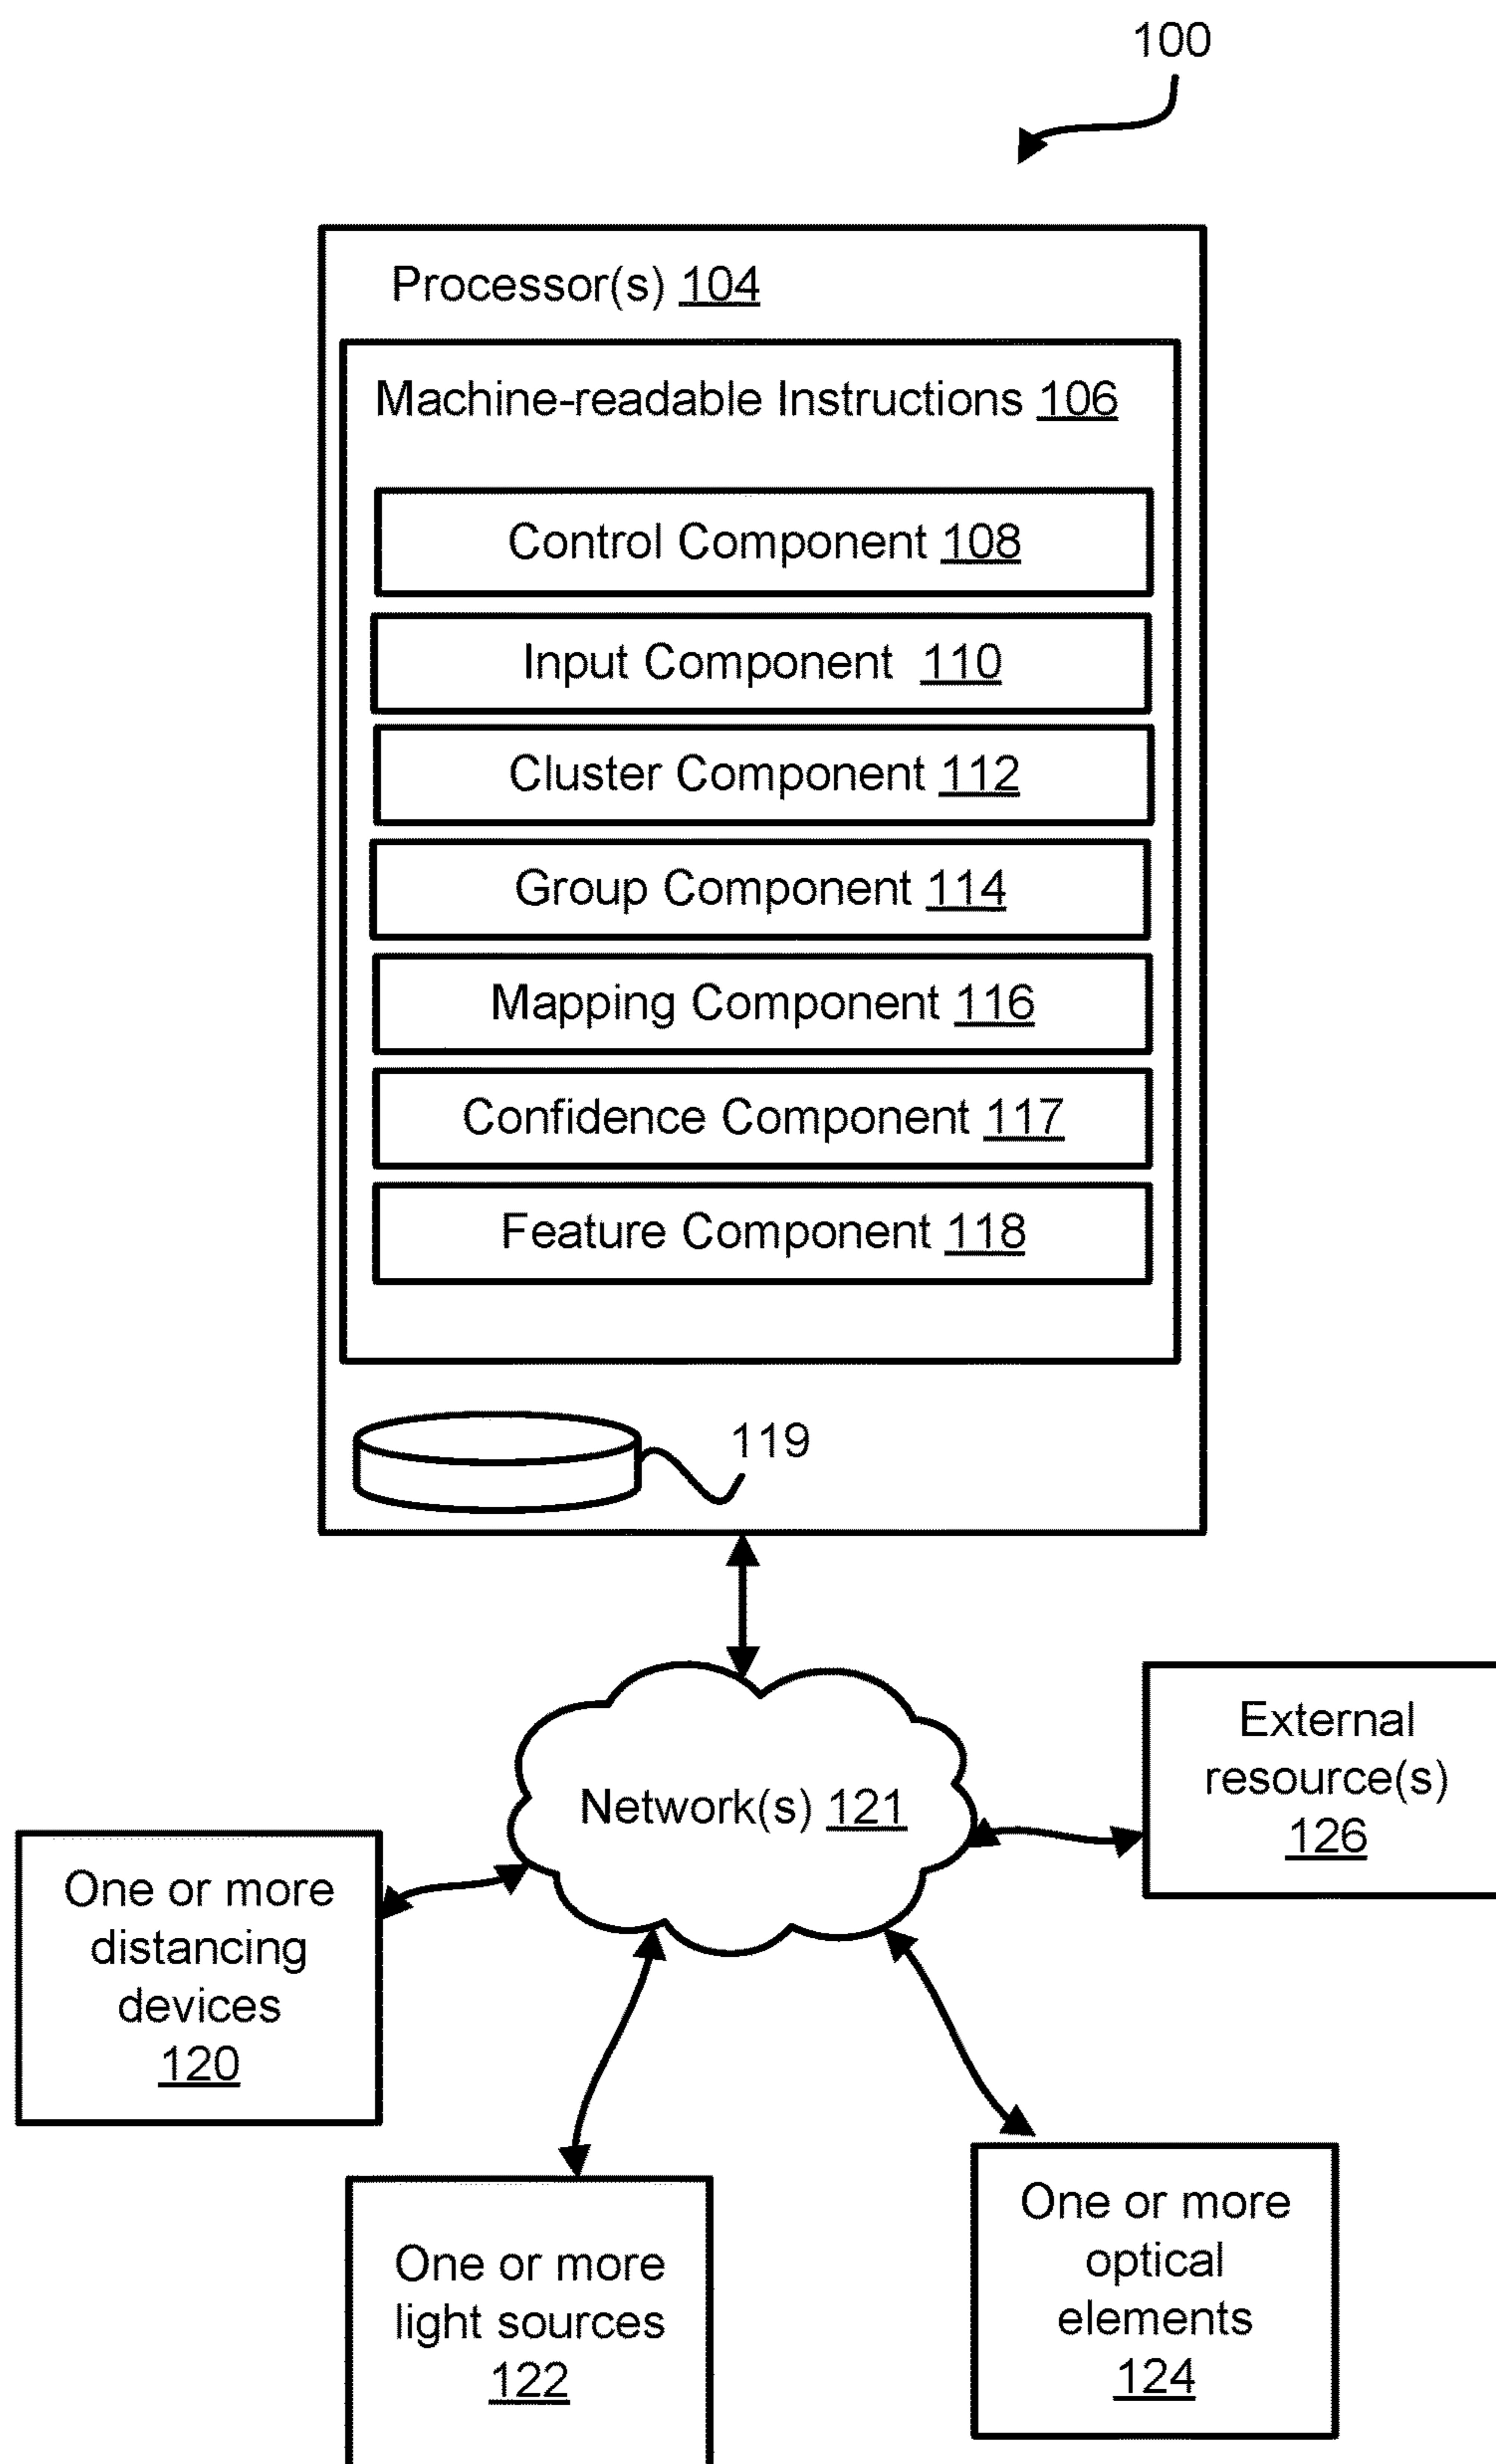 100
Processor(s) 104
Machine-readable Instructions 106
Control Component 108
Input Component 110
Cluster Component 112
Group Component 114
Mapping Component 116
Confidence Component 117
Feature Component 118
119
Network(s) 121
External
resource(s)
126
One or more
distancing
devices
120
One or more
light sources
122
One or more
optical
elements
124